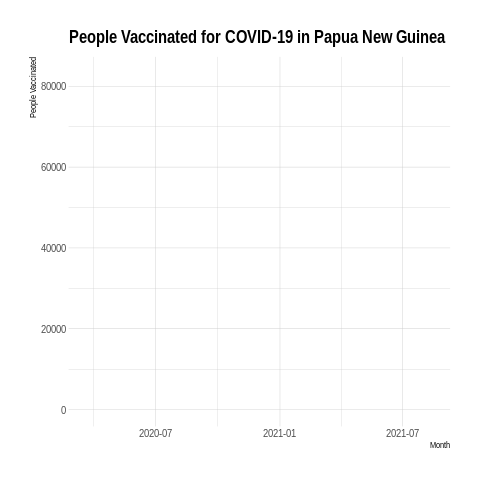 People Vaccinated for COVID-19 in Papua New Guinea
People Vaccinated
80000
60000
40000
20000
0
2020-07 2021-01 2021-07
Month